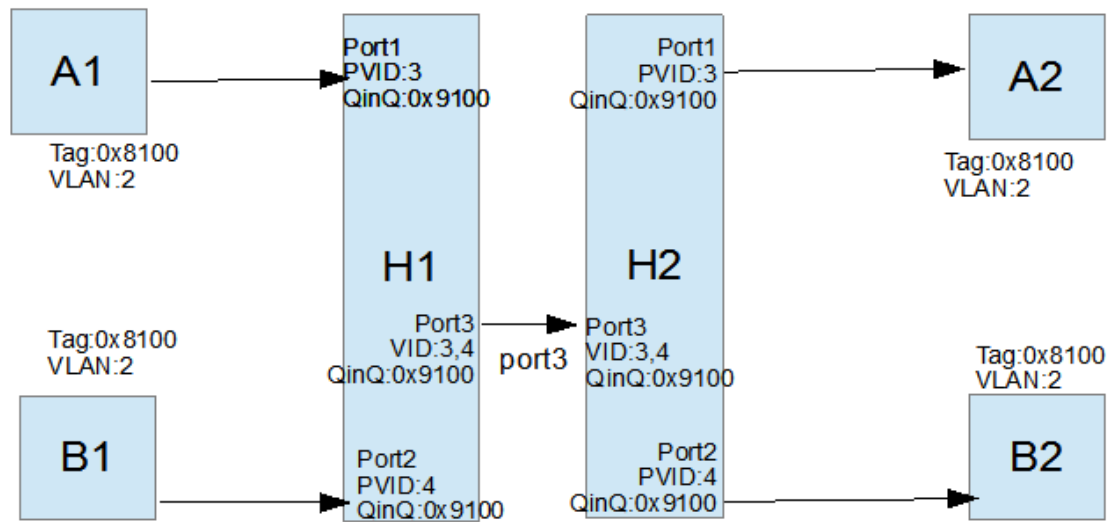 A1
Tag:0x8100
VLAN:2
Port1
PVID:3
QinQ:0x9100
H1
Port3
VID:3,4
QinQ:0x9100
Port2
PVID:4
QinQ:0x9100
Tag:0x8100
VLAN:2
B1
port3
Port1
PVID:3
QinQ:0x9100
H2
Port3
VID:3,4
QinQ:0x9100
Port2
PVID:4
QinQ:0x9100
A2
Tag:0x8100
VLAN:2
Tag:0x8100
VLAN:2
B2